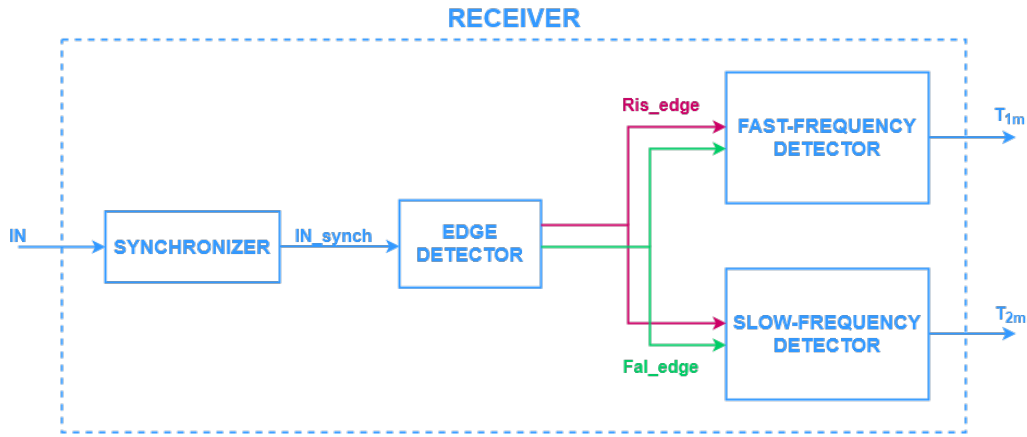 RECEIVER
Ris_edge
FAST-FREQUENCY
DETECTOR
T1m
IN
SYNCHRONIZER
IN_synch
EDGE
DETECTOR
SLOW-FREQUENCY
DETECTOR
T2m
Fal_edge